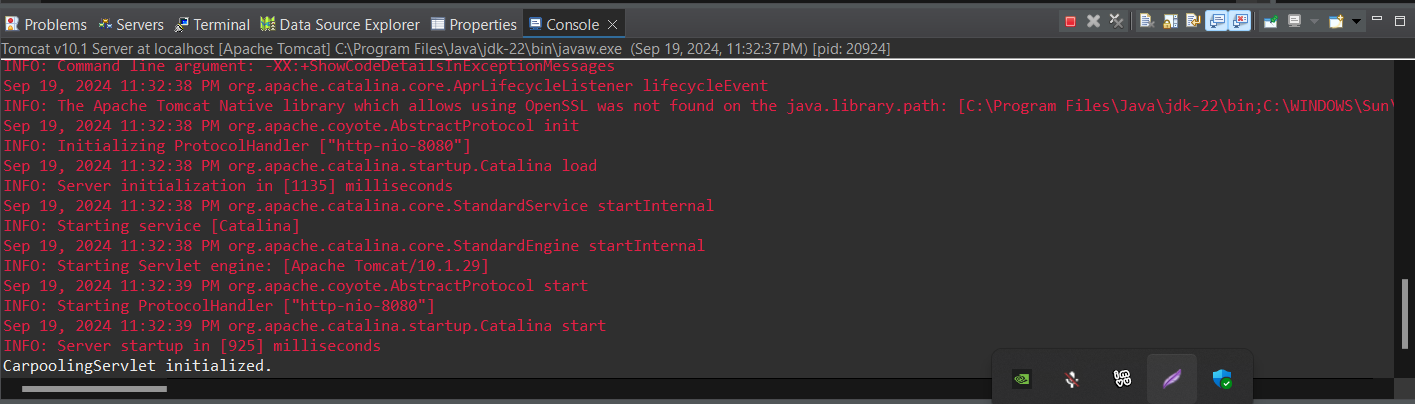 Problems Servers Terminal Data Source Explorer Properties Console
Tomcat v10.1 Server at localhost [Apache Tomcat] C:\Program Files\Java\jdk-22\bin\javaw.exe (Sep 19, 2024, 11:32:37 PM) [pid: 20924]
INFO: Command line argument: -XX:+ShowCodeDetailsInExceptionMessages
Sep 19, 2024 11:32:38 PM org.apache.catalina.core.AprLifecycleListener lifecycleEvent
INFO: The Apache Tomcat Native library which allows using OpenSSL was not found on the java.library.path: [C:\Program Files\Java\jdk-22\bin;C:\WINDOWS\Sun\
Sep 19, 2024 11:32:38 PM org.apache.coyote.AbstractProtocol init
INFO: Initializing ProtocolHandler ["http-nio-8080"]
Sep 19, 2024 11:32:38 PM org.apache.catalina.startup.Catalina load
INFO: Server initialization in [1135] milliseconds
Sep 19, 2024 11:32:38 PM org.apache.catalina.core.StandardService startInternal
INFO: Starting service [Catalina]
Sep 19, 2024 11:32:38 PM org.apache.catalina.core.StandardEngine startInternal
INFO: Starting Servlet engine: [Apache Tomcat/10.1.29]
Sep 19, 2024 11:32:39 PM org.apache.coyote.AbstractProtocol start
INFO: Starting ProtocolHandler ["http-nio-8080"]
Sep 19, 2024 11:32:39 PM org.apache.catalina.startup.Catalina start
INFO: Server startup in [925] milliseconds
CarpoolingServlet initialized.